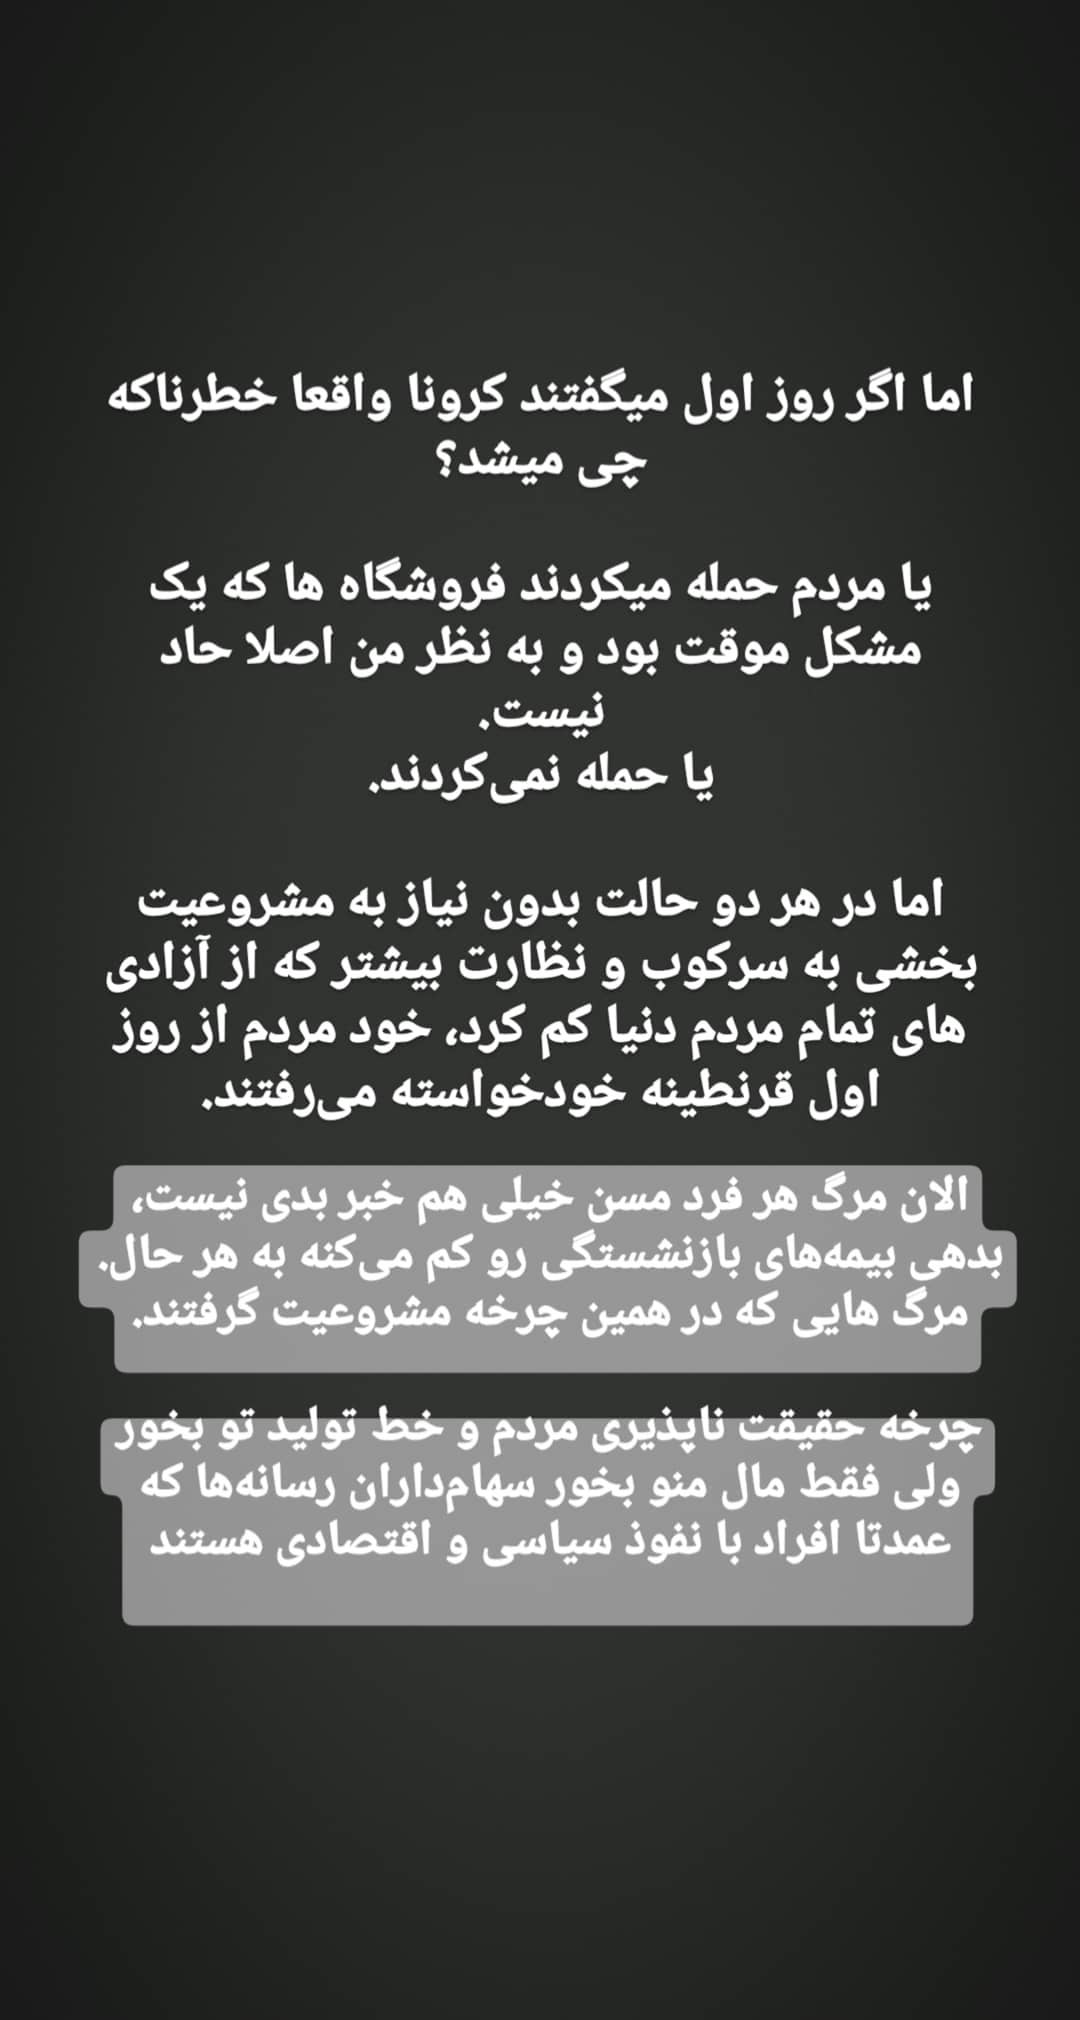 اما اگر روز اول میگفتند کرونا واقعا خطرناکه
چی میشد؟
یا مردم حمله میکردند فروشگاه ها که یک
مشکل موقت بود و به نظر من اصلا حاد
نیست.
یا حمله نمی‌کردند.
اما در هر دو حالت بدون نیاز به مشروعیت
بخشی به سرکوب و نظارت بیشتر که از آزادی
های تمام مردم دنیا کم کرد، خود مردم از روز
اول قرنطینه خودخواسته می‌رفتند.
الان مرگ هر فرد مسن خیلی هم خبر بدی نیست،
بدهی بیمه‌های بازنشستگی رو کم می‌کنه به هر حال.
مرگ هایی که در همین چرخه مشروعیت گرفتند.
چرخه حقیقت ناپذیری مردم و خط تولید تو بخور
ولی فقط مال منو بخور سهام‌داران رسانه‌ها که
عمدتا افراد با نفوذ سیاسی و اقتصادی هستند